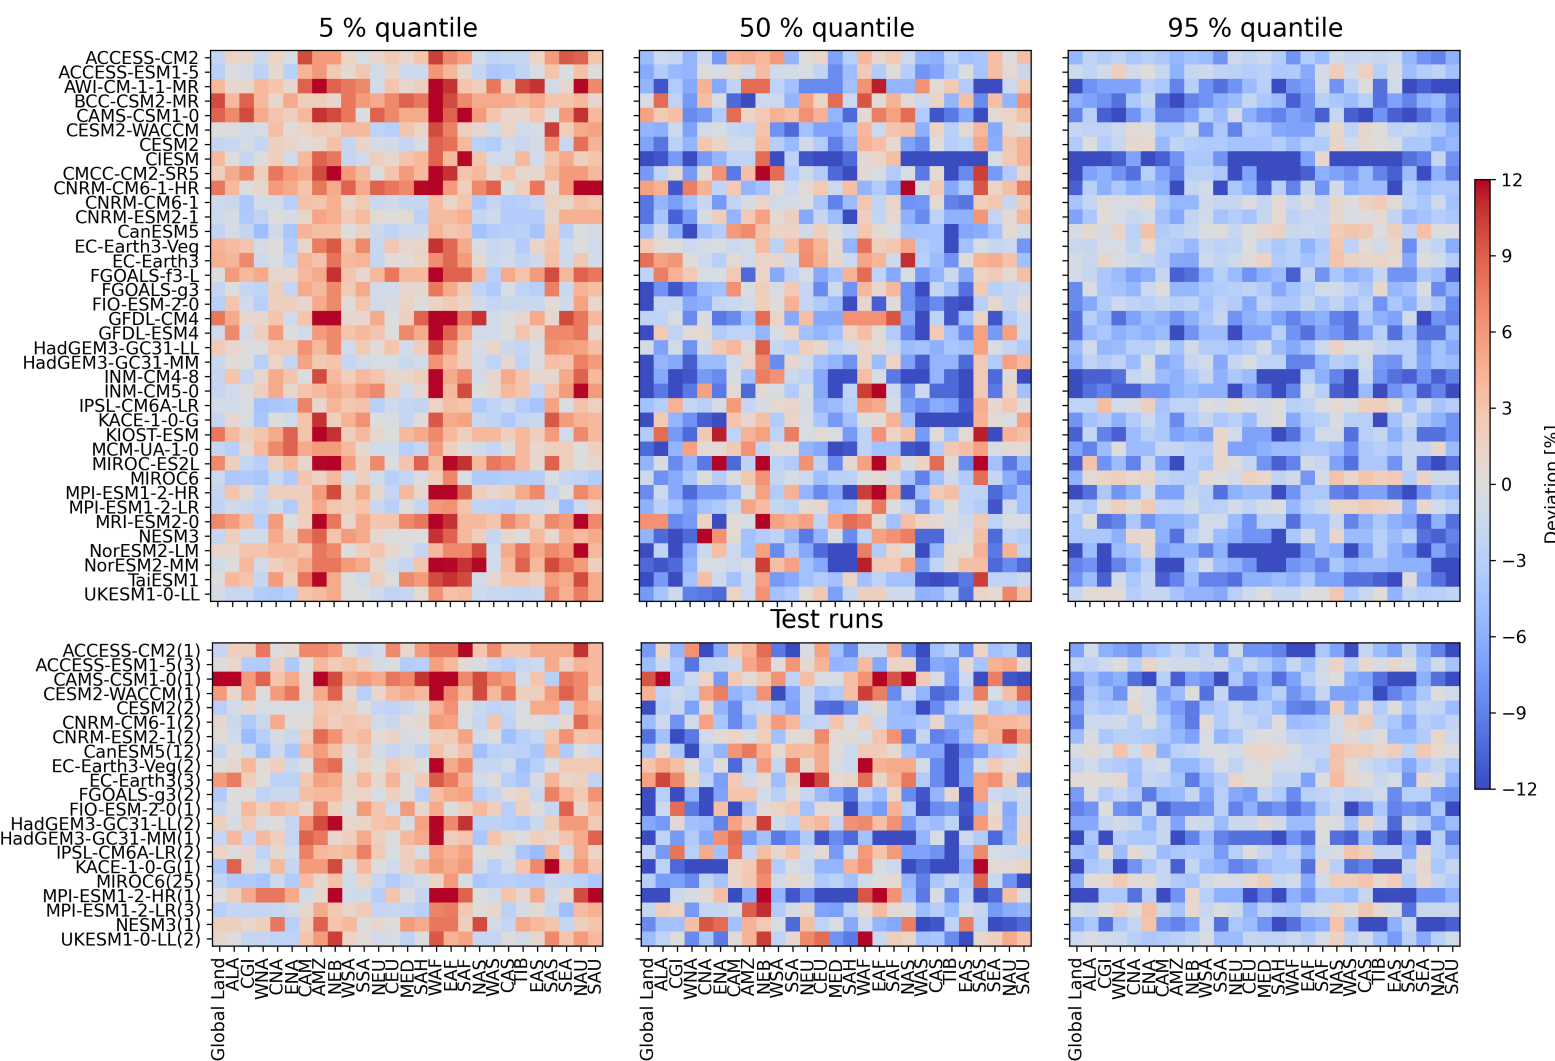 5 % quantile
50 % quantile
95 % quantile
ACCESS-CM2
ACCESS-ESM1-5
AWI-CM-1-1-MR
BCC-CSM2-MR
CAMS-CSM1-0
CESM2-WACCM
CESM2
CIESM
CMCC-CM2-SR5
CNRM-CM6-1-HR
CNRM-CM6-1
CNRM-ESM2-1
CanESM5
EC-Earth3-Veg
EC-Earth3
FGOALS-f3-L
FGOALS-g3
FIO-ESM-2-0
GFDL-CM4
GFDL-ESM4
HadGEM3-GC31-LL
HadGEM3-GC31-MM
INM-CM4-8
INM-CM5-0
IPSL-CM6A-LR
KACE-1-0-G
KIOST-ESM
MCM-UA-1-0
MIROC-ES2L
MIROC6
MPI-ESM1-2-HR
MPI-ESM1-2-LR
MRI-ESM2-0
NESM3
NorESM2-LM
NorESM2-MM
TaiESM1
UKESM1-0-LL
12
9
6
3
0
−3
−6
−9
−12
Deviation [%]
Test runs
ACCESS-CM2(1)
ACCESS-ESM1-5(3)
CAMS-CSM1-0(1)
CESM2-WACCM(1)
CESM2(2)
CNRM-CM6-1(2)
CNRM-ESM2-1(2)
CanESM5(12)
EC-Earth3-Veg(2)
EC-Earth3(3)
FGOALS-g3(2)
FIO-ESM-2-0(1)
HadGEM3-GC31-LL(2)
HadGEM3-GC31-MM(1)
IPSL-CM6A-LR(2)
KACE-1-0-G(1)
MIROC6(25)
MPI-ESM1-2-HR(1)
MPI-ESM1-2-LR(3)
NESM3(1)
UKESM1-0-LL(2)
Global Land
ALA
CGI
WNA
CNA
ENA
CAM
AMZ
NEB
WSA
SSA
NEU
CEU
MED
SAH
WAF
EAF
SAF
NAS
WAS
CAS
TIB
EAS
SAS
SEA
NAU
SAU
Global Land
ALA
CGI
WNA
CNA
ENA
CAM
AMZ
NEB
WSA
SSA
NEU
CEU
MED
SAH
WAF
EAF
SAF
NAS
WAS
CAS
TIB
EAS
SAS
SEA
NAU
SAU
Global Land
ALA
CGI
WNA
CNA
ENA
CAM
AMZ
NEB
WSA
SSA
NEU
CEU
MED
SAH
WAF
EAF
SAF
NAS
WAS
CAS
TIB
EAS
SAS
SEA
NAU
SAU